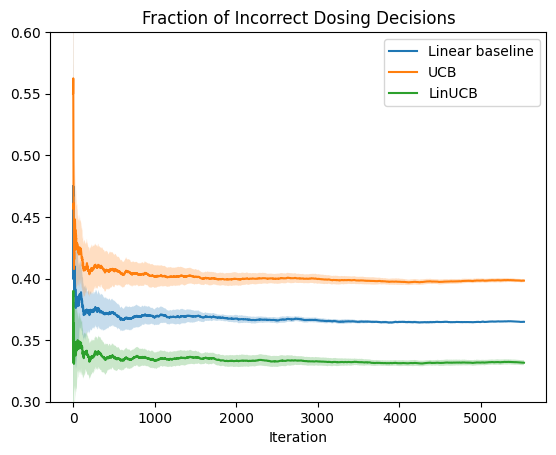 Fraction of Incorrect Dosing Decisions
0.60
0.55
0.50
0.45
0.40
0.35
0.30
Linear baseline
UCB
LinUCB
0 1000 2000 3000 4000 5000
Iteration